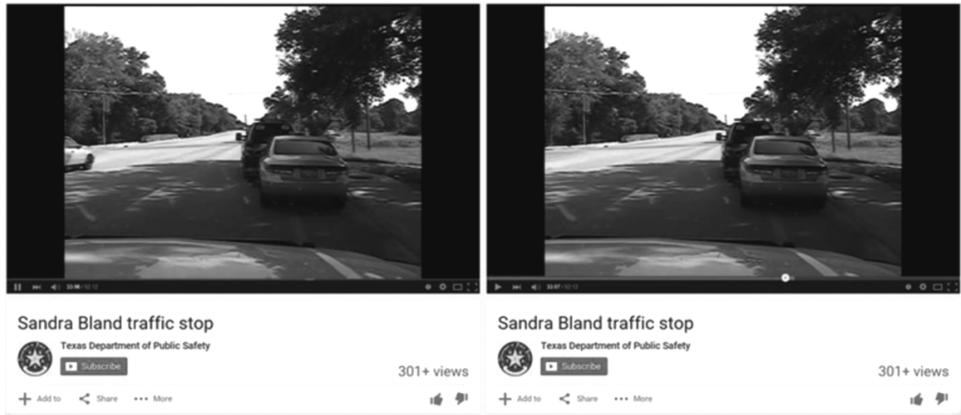 Sandra Bland traffic stop
Texas Department of Public Safety
Subscribe
301+ views
Add to
Share
More
Sandra Bland traffic stop
Texas Department of Public Safety
Subscribe
301+ views
Add to
Share
More